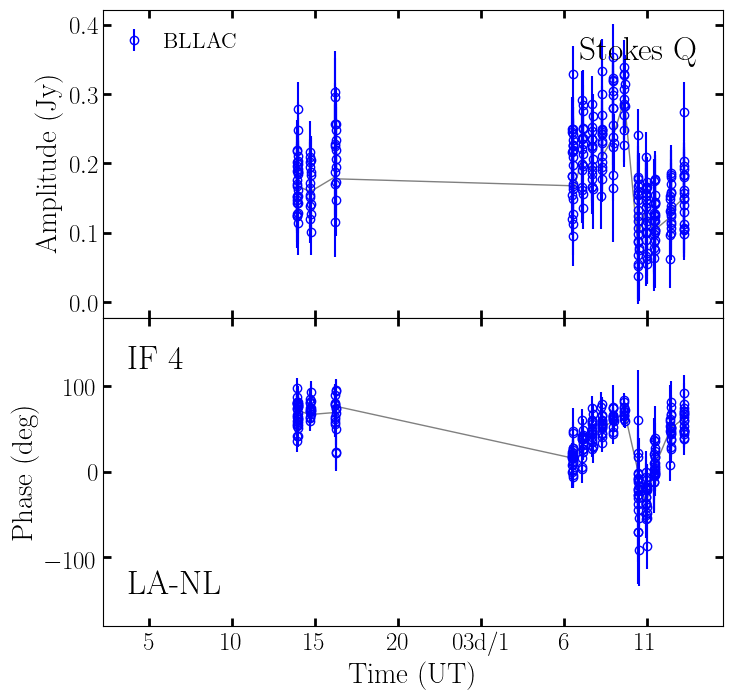 BLLAC
Stokes Q
0.4
0.3
0.2
0.1
0.0
Amplitude (Jy)
IF 4
100
0
−100
Phase (deg)
LA-NL
5 10 15 20 03d/1 6 11
Time (UT)